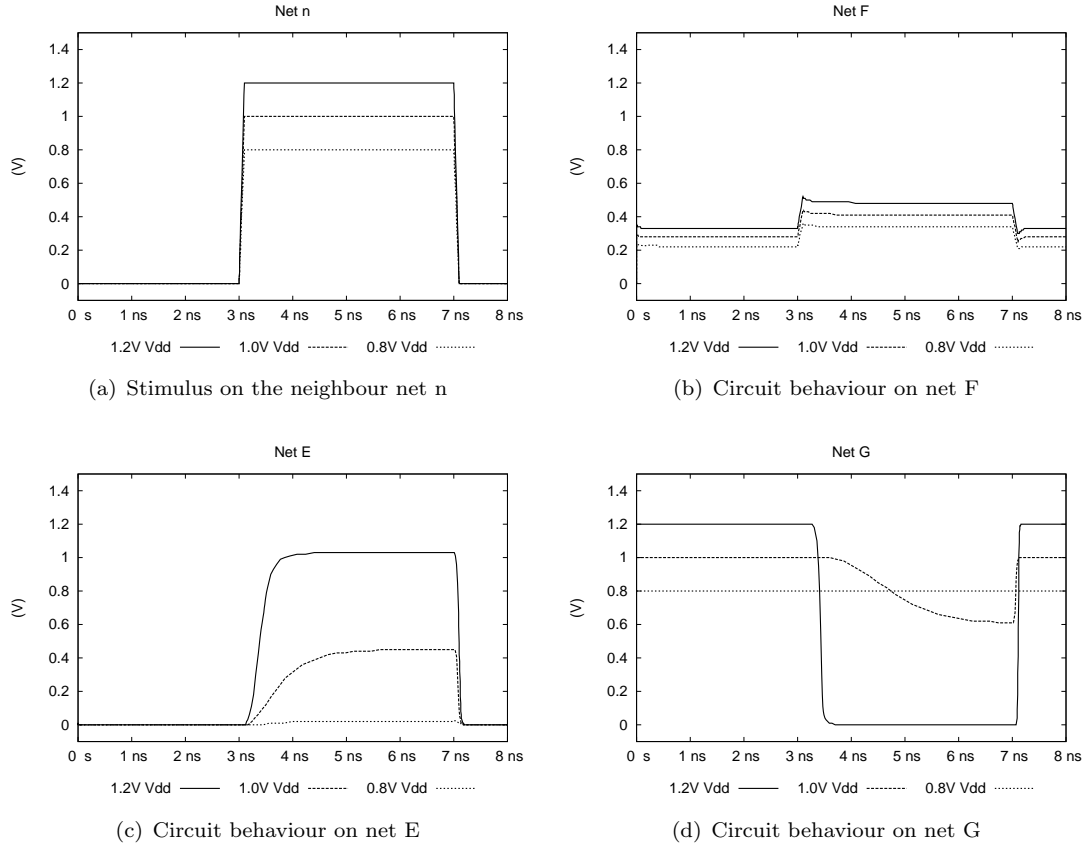 Net n
(V)
1.4
1.2
1
0.8
0.6
0.4
0.2
0
0 s 1 ns 2 ns 3 ns 4 ns 5 ns 6 ns 7 ns 8 ns
1.2V Vdd 1.0V Vdd 0.8V Vdd
(a) Stimulus on the neighbour net n
Net F
(V)
1.4
1.2
1
0.8
0.6
0.4
0.2
0
0 s 1 ns 2 ns 3 ns 4 ns 5 ns 6 ns 7 ns 8 ns
1.2V Vdd 1.0V Vdd 0.8V Vdd
(b) Circuit behaviour on net F
Net E
(V)
1.4
1.2
1
0.8
0.6
0.4
0.2
0
0 s 1 ns 2 ns 3 ns 4 ns 5 ns 6 ns 7 ns 8 ns
1.2V Vdd 1.0V Vdd 0.8V Vdd
(c) Circuit behaviour on net E
Net G
(V)
1.4
1.2
1
0.8
0.6
0.4
0.2
0
0 s 1 ns 2 ns 3 ns 4 ns 5 ns 6 ns 7 ns 8 ns
1.2V Vdd 1.0V Vdd 0.8V Vdd
(d) Circuit behaviour on net G